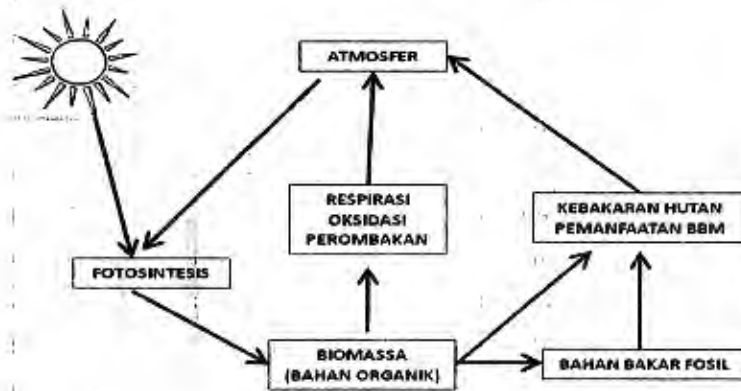 ATMOSFER
RESPIRASI
OKSIDASI
PEROMBAKAN
KEBAKARAN HUTAN
PEMANFAATAN BBM
FOTOSINTESIS
BIOMASSA
(BAHAN ORGANIK)
BAHAN BAKAR FOSIL